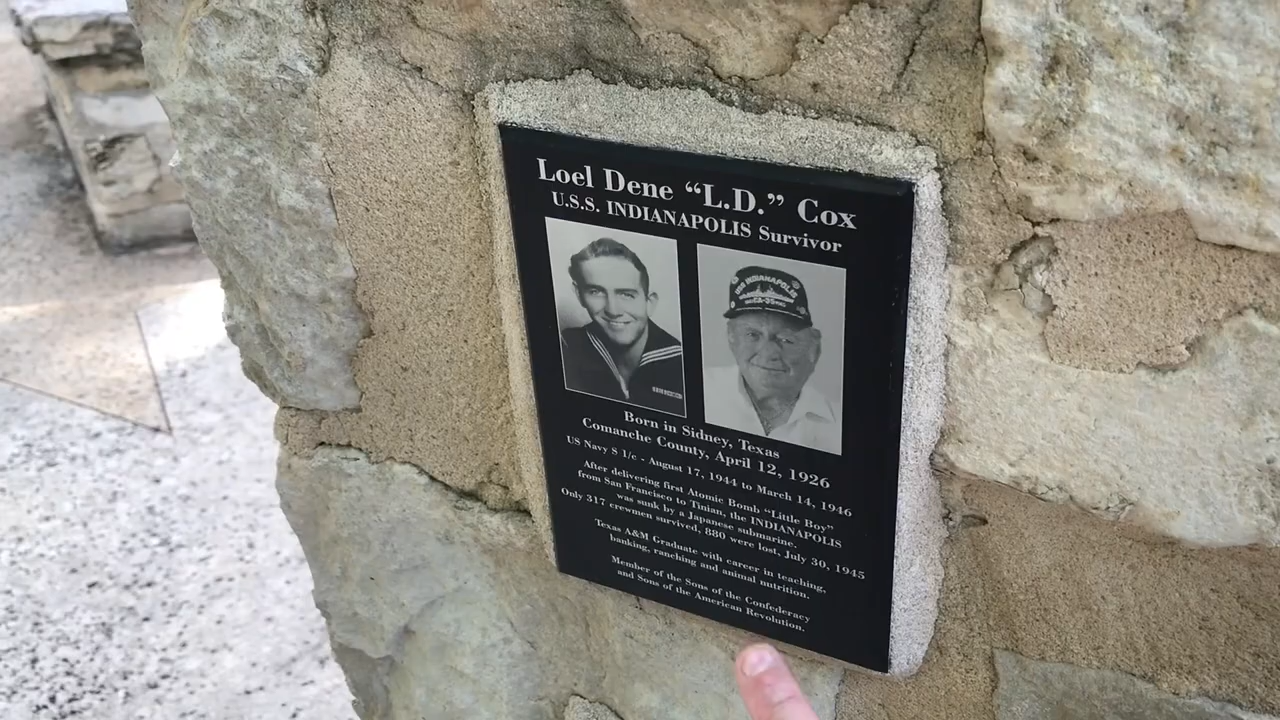 Loel Dene “L.D.” Cox
U.S.S. INDIANAPOLIS Survivor
USS INDIANAPOLIS
CA-35
Born in Sidney, Texas
Comanche County, April 12, 1926
US Navy S 1/c - August 17, 1944 to March 14, 1946
After delivering first Atomic Bomb “Little Boy”
from San Francisco to Tinian, the INDIANAPOLIS
was sunk by a Japanese submarine.
Only 317 crewmen survived, 880 were lost, July 30, 1945
Texas A&M Graduate with career in teaching,
banking, ranching and animal nutrition.
Member of the Sons of the Confederacy
and Sons of the American Revolution.